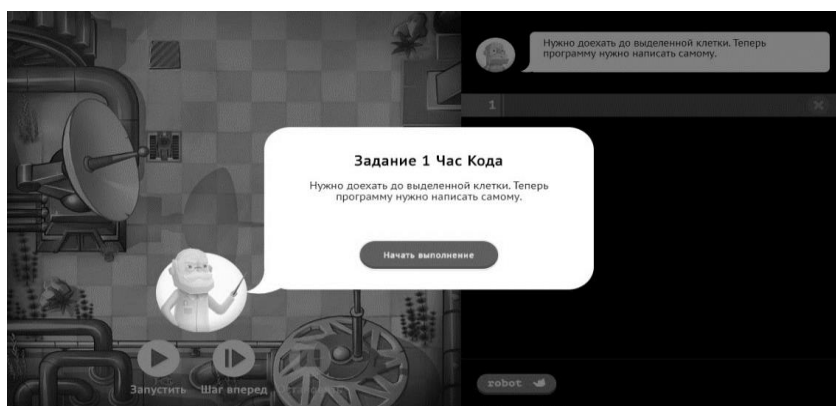 Нужно доехать до выделенной клетки. Теперь
программу нужно написать самому.
1
Задание 1 Час Кода
Нужно доехать до выделенной клетки. Теперь
программу нужно написать самому.
Начать выполнение
Запустить Шаг вперед
robot